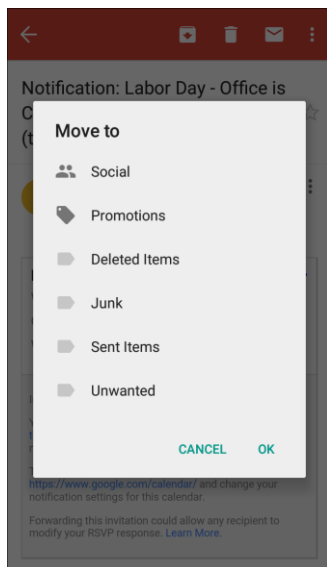 Notification: Labor Day - Office is
C
(t
Move to
Social
Promotions
Deleted Items
Junk
Sent Items
Unwanted
CANCEL OK
https://www.google.com/calendar/ and change your
notification settings for this calendar.
Forwarding this invitation could allow any recipient to
modify your RSVP response. Learn More.